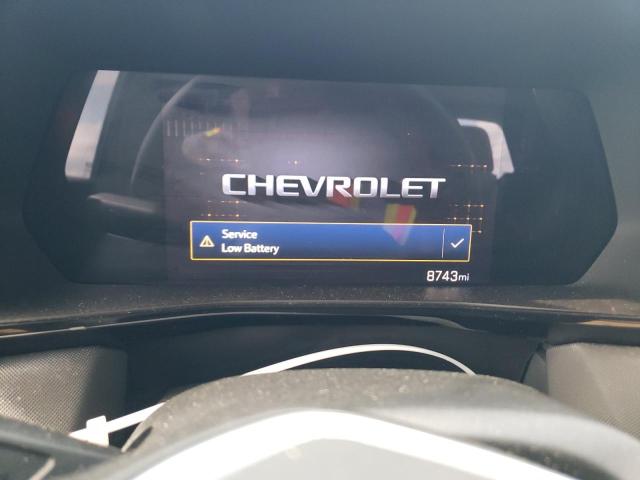 CHEVROLET
Service
Low Battery
8743mi